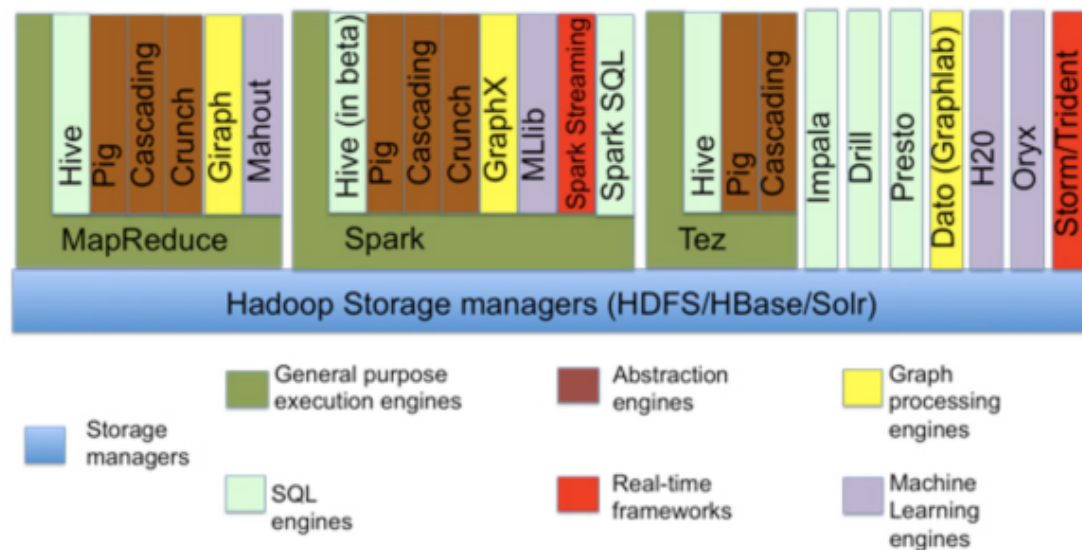 Hive
Pig
Cascading
Crunch
Giraph
Mahout
MapReduce
Hive (in beta)
Pig
Cascading
Crunch
GraphX
MLlib
Spark Streaming
Spark SQL
Spark
Hive
Pig
Cascading
Tez
Impala
Drill
Presto
Dato (Graphlab)
H20
Oryx
Storm/Trident
Hadoop Storage managers (HDFS/HBase/Solr)
Storage
managers
General purpose
execution engines
SQL
engines
Abstraction
engines
Real-time
frameworks
Graph
processing
engines
Machine
Learning
engines